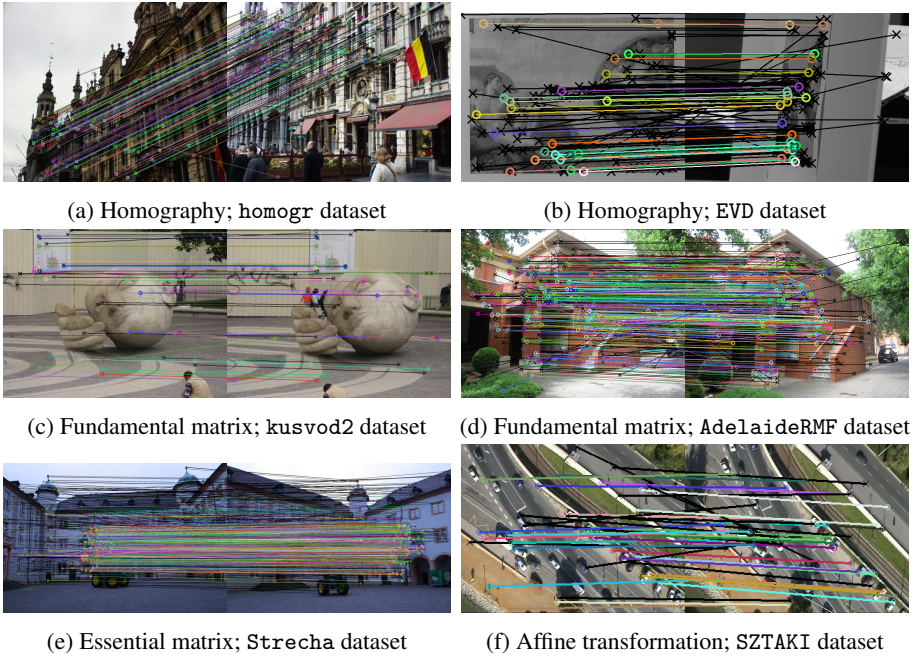 (a) Homography; homogr dataset
(b) Homography; EVD dataset
(c) Fundamental matrix; kusvod2 dataset
(d) Fundamental matrix; AdelaideRMF dataset
(e) Essential matrix; Strecha dataset
(f) Affine transformation; SZTAKI dataset